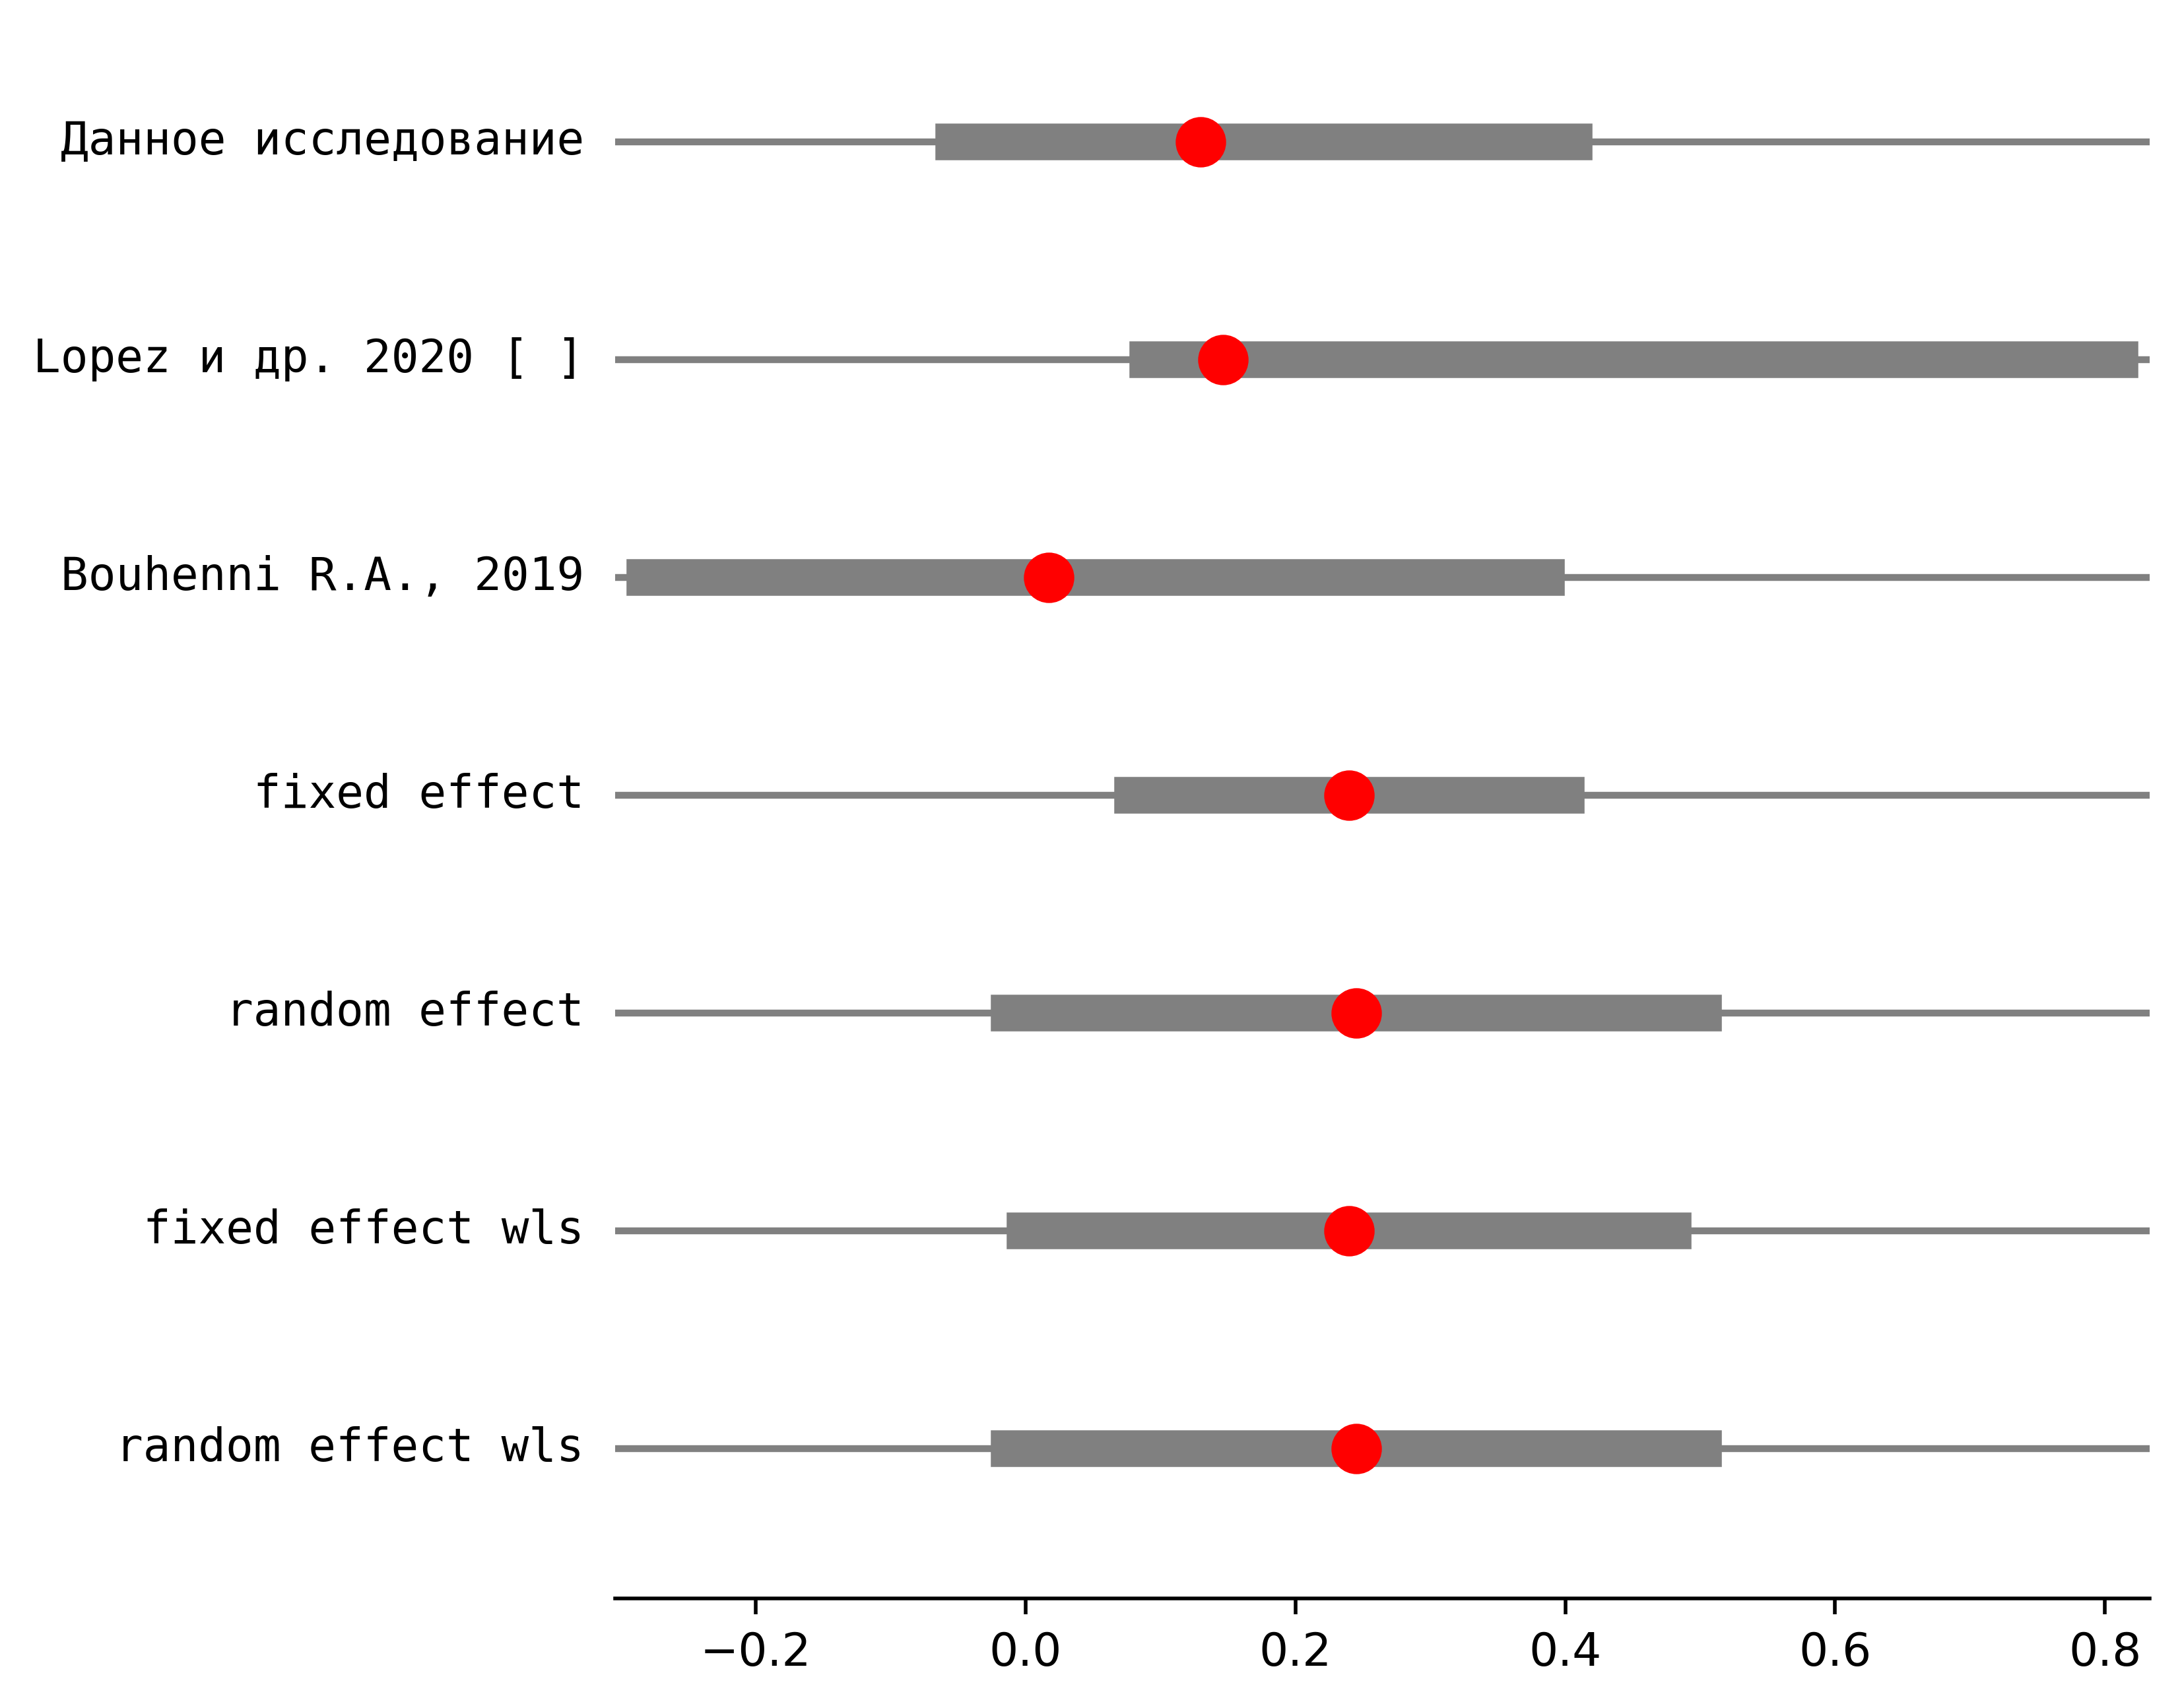 Данное исследование
Lopez и др. 2020 [ ]
Bouhenni R.A., 2019
fixed effect
random effect
fixed effect wls
random effect wls
−0.2 0.0 0.2 0.4 0.6 0.8